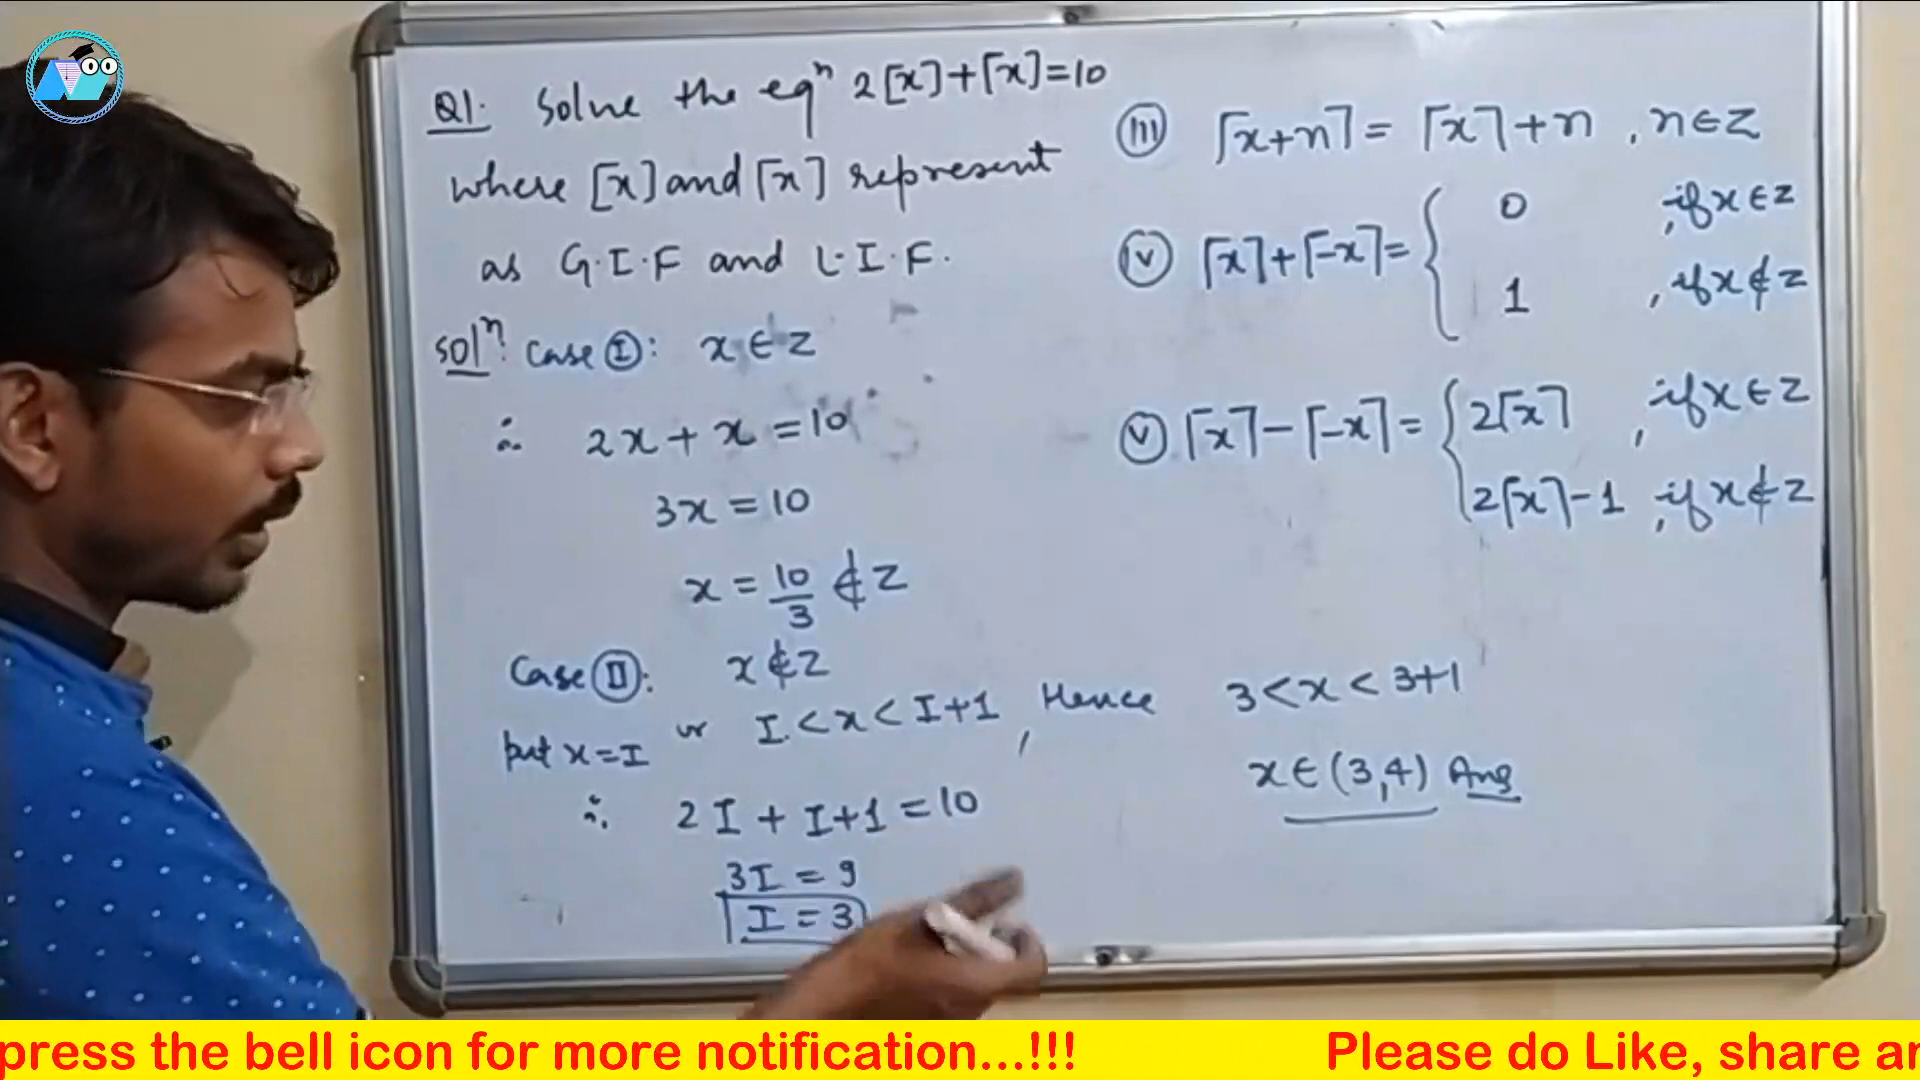 Q1. Solve the eqⁿ 2[x]+⌈x]=10
where [x] and ⌈x] represent
as G.I.F and L.I.F.
Solⁿ: Case Ⓘ: x∈Z
∴ 2x + x = 10
3x = 10
x = 10/3 ∉ Z
Case Ⓘ Ⓘ: x∉Z
put x=I or I<x<I+1, Hence
∴ 2I + I+1 = 10
3I = 9
I = 3
(III) ⌈x+n⌉ = ⌈x⌉+n , n∈Z
(IV) ⌈x⌉+⌈-x⌉= { 0 , if x∈Z
1 , if x∉Z
(V) ⌈x⌉-⌈-x⌉= { 2⌈x⌉ , if x∈Z
2⌈x⌉-1 , if x∉Z
3<x<3+1
x∈(3,4) Ans
press the bell icon for more notification...!!! Please do Like, share an